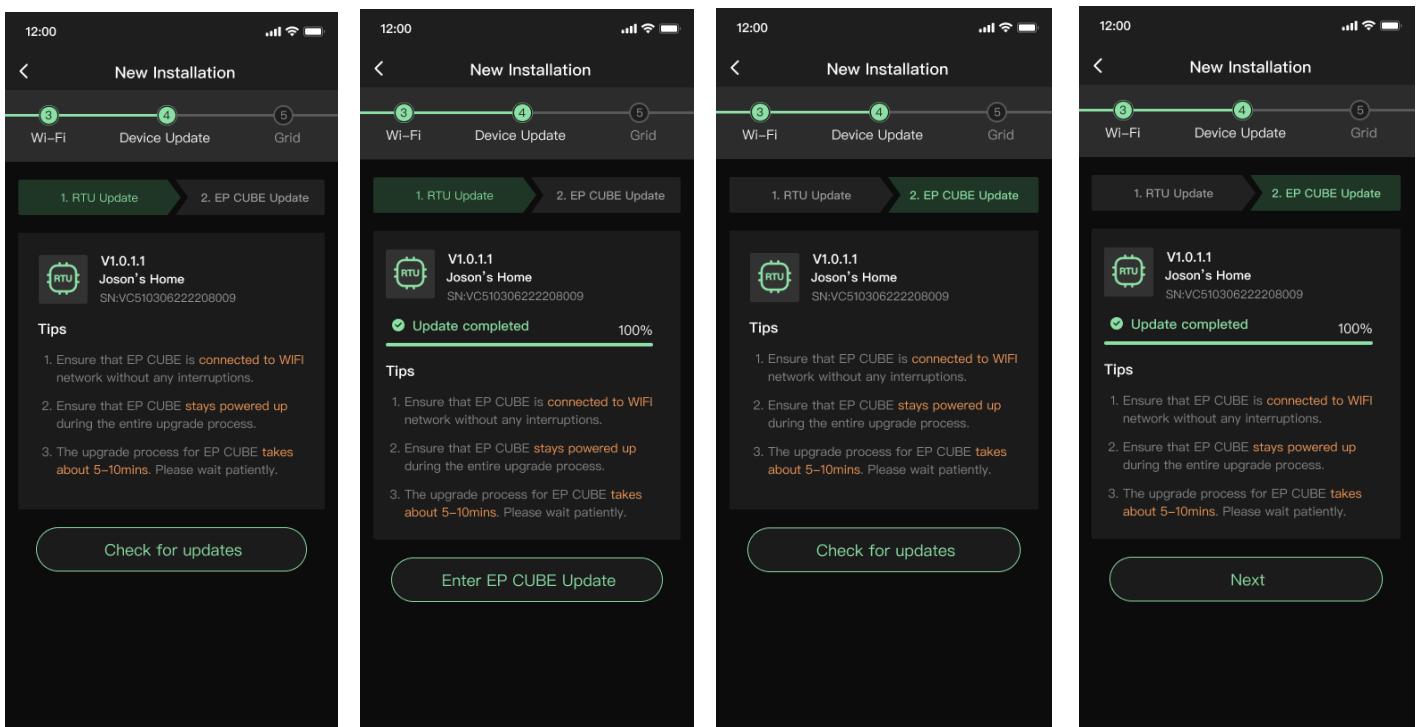 12:00
New Installation
3
4
5
Wi-Fi
Device Update
Grid
1. RTU Update
2. EP CUBE Update
RTU
V1.0.1.1
Joson's Home
SN:VC510306222208009
Tips
1. Ensure that EP CUBE is connected to WIFI
network without any interruptions.
2. Ensure that EP CUBE stays powered up
during the entire upgrade process.
3. The upgrade process for EP CUBE takes
about 5-10mins. Please wait patiently.
Check for updates
12:00
New Installation
3
4
5
Wi-Fi
Device Update
Grid
1. RTU Update
2. EP CUBE Update
RTU
V1.0.1.1
Joson's Home
SN:VC510306222208009
Update completed
100%
Tips
1. Ensure that EP CUBE is connected to WIFI
network without any interruptions.
2. Ensure that EP CUBE stays powered up
during the entire upgrade process.
3. The upgrade process for EP CUBE takes
about 5-10mins. Please wait patiently.
Enter EP CUBE Update
12:00
New Installation
3
4
5
Wi-Fi
Device Update
Grid
1. RTU Update
2. EP CUBE Update
RTU
V1.0.1.1
Joson's Home
SN:VC510306222208009
Tips
1. Ensure that EP CUBE is connected to WIFI
network without any interruptions.
2. Ensure that EP CUBE stays powered up
during the entire upgrade process.
3. The upgrade process for EP CUBE takes
about 5-10mins. Please wait patiently.
Check for updates
12:00
New Installation
3
4
5
Wi-Fi
Device Update
Grid
1. RTU Update
2. EP CUBE Update
RTU
V1.0.1.1
Joson's Home
SN:VC510306222208009
Update completed
100%
Tips
1. Ensure that EP CUBE is connected to WIFI
network without any interruptions.
2. Ensure that EP CUBE stays powered up
during the entire upgrade process.
3. The upgrade process for EP CUBE takes
about 5-10mins. Please wait patiently.
Next